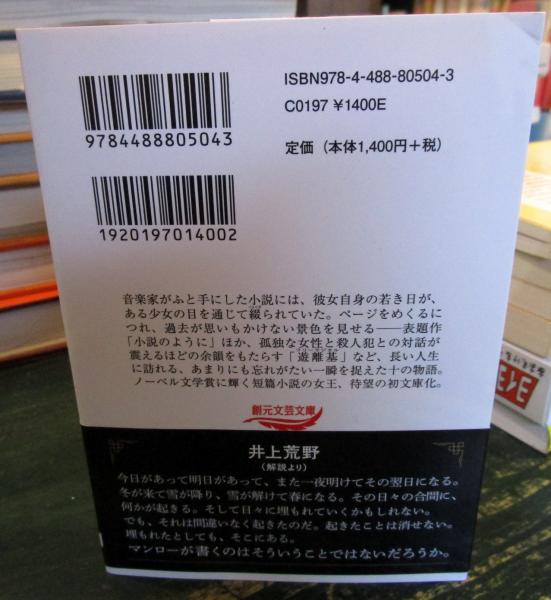 ISBN978-4-488-80504-3
C0197 ¥1400E
定価（本体1,400円＋税）
9784488805043
1920197014002
音楽家がふと手にした小説には、彼女自身の若き日が、
ある少女の目を通じて綴られていた。ページをめくるに
つれ、過去が思いもかけない景色を見せる――表題作
「小説のように」ほか、孤独な女性と殺人犯との対話が
震えるほどの余韻をもたらす「遊離基」など、長い人生
に訪れる、あまりにも忘れがたい一瞬を捉えた十の物語。
ノーベル文学賞に輝く短篇小説の女王、待望の初文庫化。
創元文芸文庫
井上荒野
（解説より）
今日があって明日があって、また一夜明けてその翌日になる。
冬が来て雪が降り、雪が解けて春になる。その日々の合間に、
何かが起きる。そして日々に埋もれていくかもしれない。
でも、それは間違いなく起きたのだ。起きたことは消せない。
埋もれたとしても、そこにある。
マンローが書くのはそういうことではないだろうか。